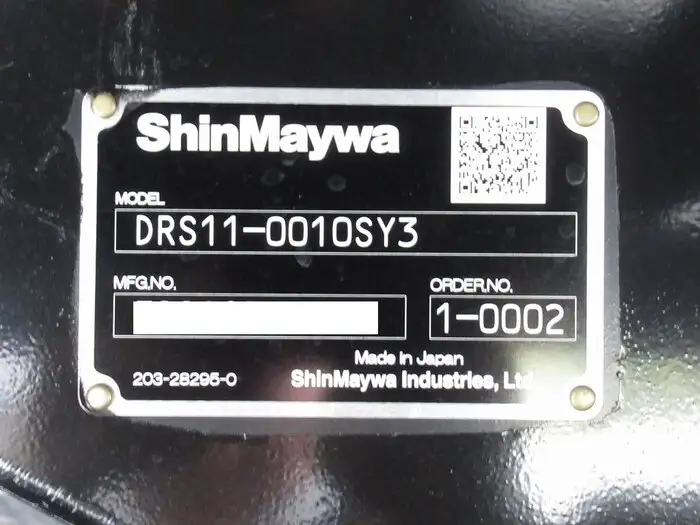 ShinMaywa
MODEL
DRS11-0010SY3
MFG.NO.
ORDER.NO.
1-0002
Made in Japan
203-28295-0
ShinMaywa Industries, Ltd